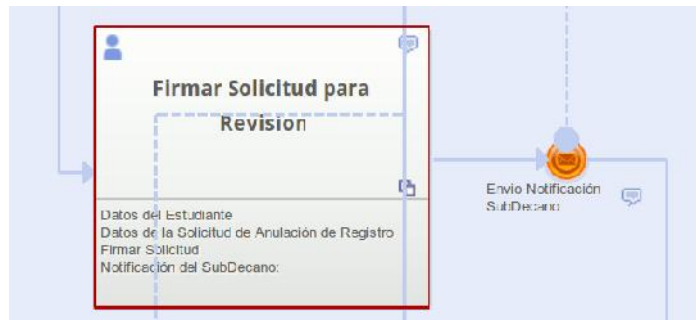 Firmar Solicitud para
Revision
Datos del Estudiante
Datos de la Solicitud de Anulación de Registro
Firmar Solicitud
Notificación del SubDecano:
Envio Notificación
SubDecano